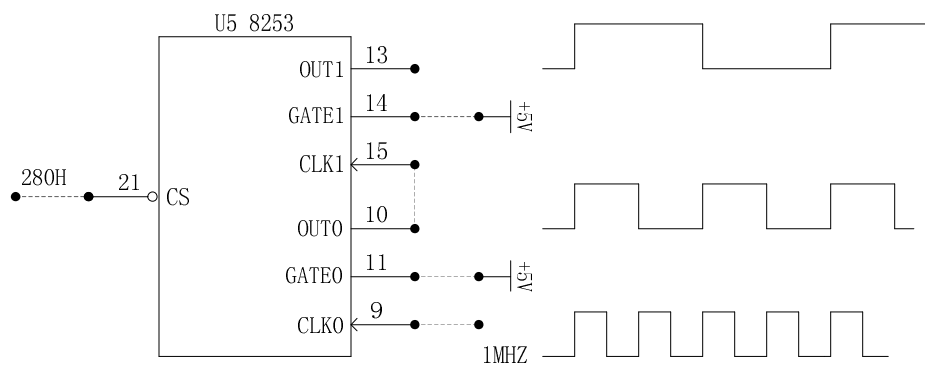 U5 8253
OUT1 13
GATE1 14 +5V
CLK1 15
280H 21 CS
OUT0 10
GATE0 11 +5V
CLK0 9
1MHZ